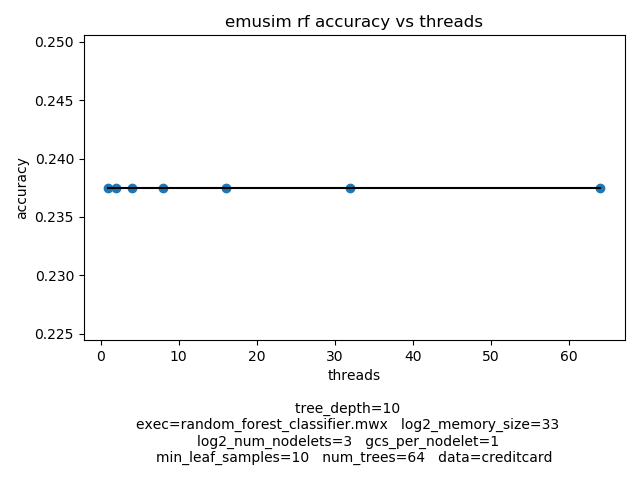 emusim rf accuracy vs threads
0.250
0.245
0.240
0.235
0.230
0.225
accuracy
0 10 20 30 40 50 60
threads
tree_depth=10
exec=random_forest_classifier.mwx log2_memory_size=33
log2_num_nodelets=3 gcs_per_nodelet=1
min_leaf_samples=10 num_trees=64 data=creditcard